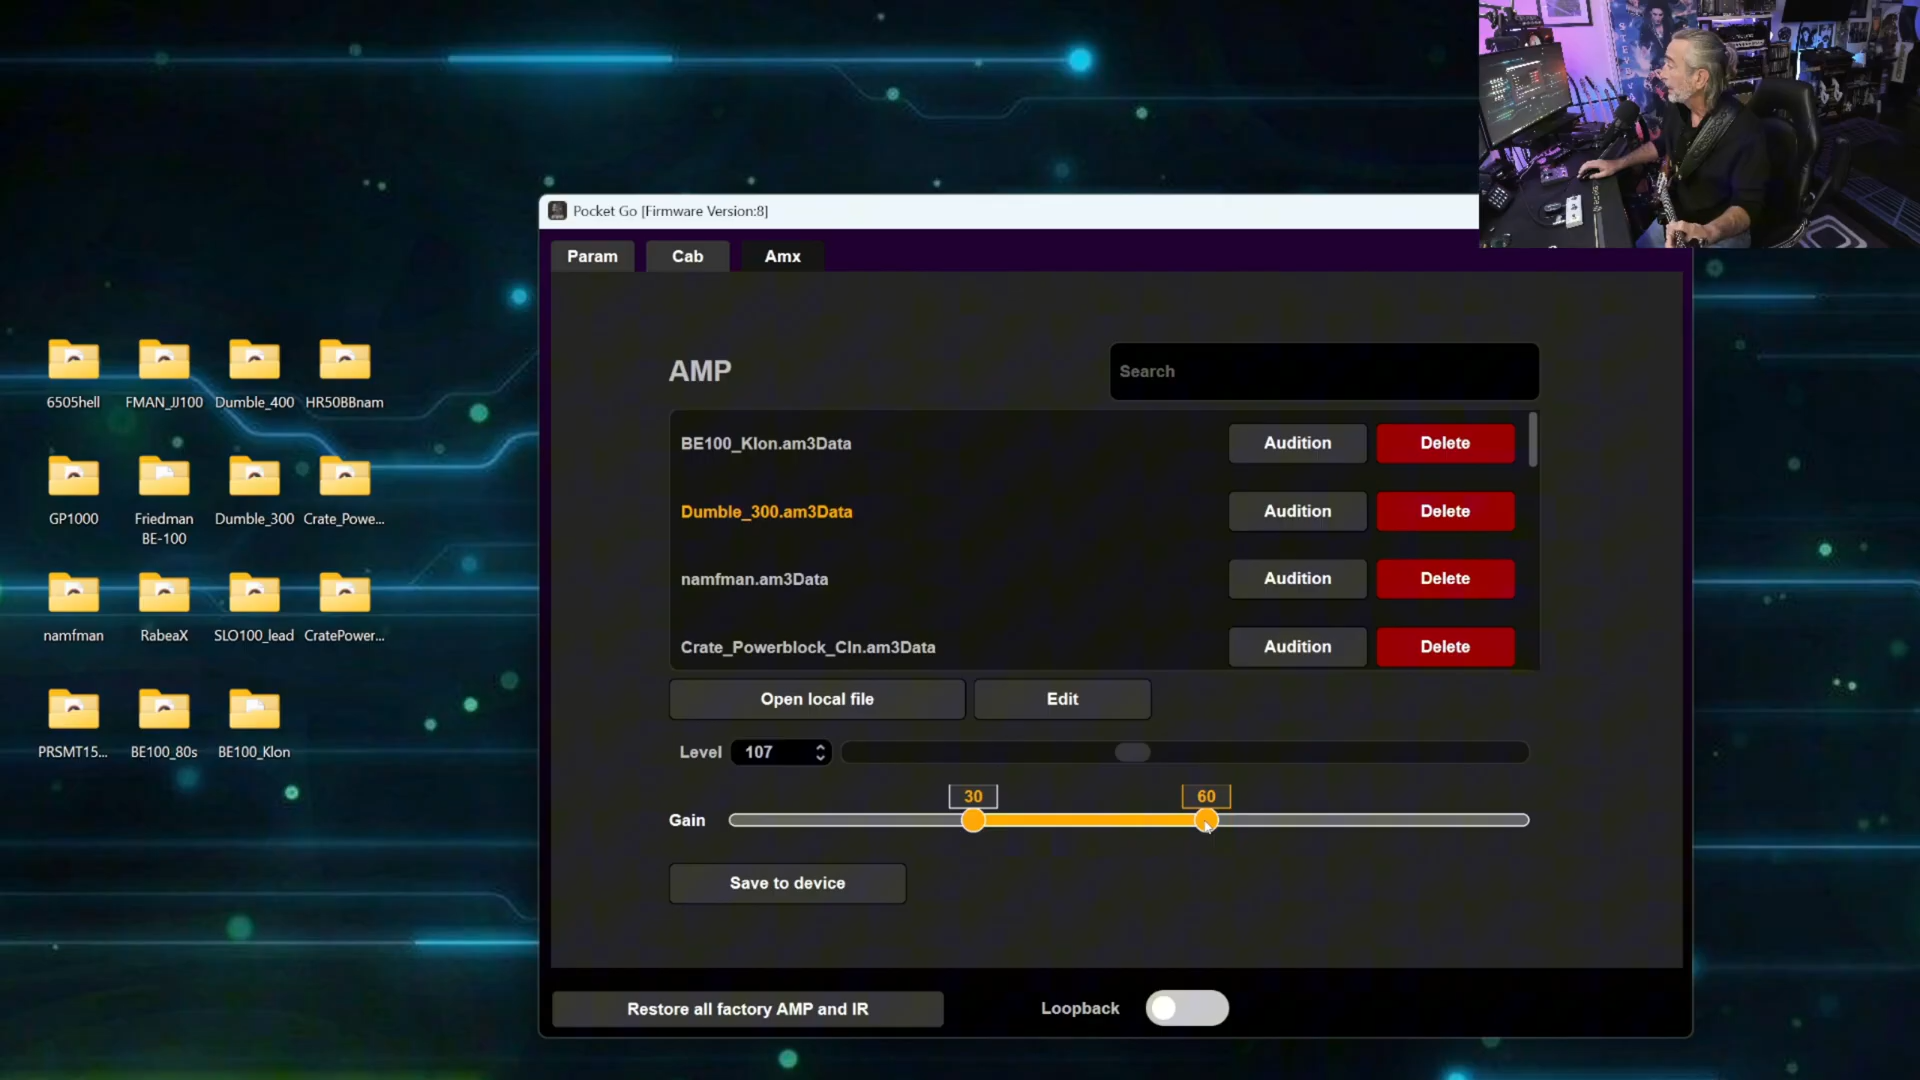 Pocket Go [Firmware Version:8]
Param Cab Amx
AMP
Search
BE100_Klon.am3Data Audition Delete
Dumble_300.am3Data Audition Delete
namfman.am3Data Audition Delete
Crate_Powerblock_Cln.am3Data Audition Delete
Open local file Edit
Level 107
30 60
Gain
Save to device
Restore all factory AMP and IR Loopback
6505hell FMAN_JJ100 Dumble_400 HR50BBnam
GP1000 Friedman BE-100 Dumble_300 Crate_Powe...
namfman RabeaX SLO100_lead CratePower...
PRSMT15... BE100_80s BE100_Klon